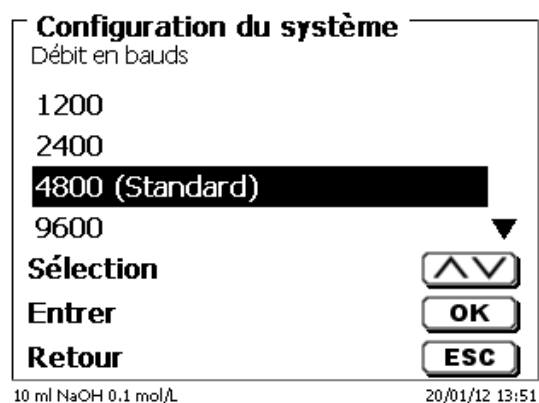 Configuration du système
Débit en bauds
1200
2400
4800 (Standard)
9600
Sélection
Entrer OK
Retour ESC
10 ml NaOH 0.1 mol/L 20/01/12 13:51